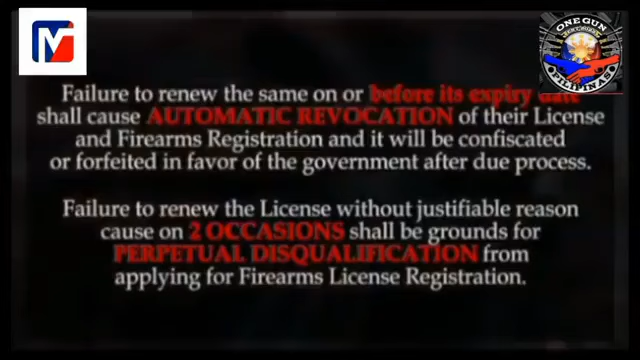 M
ONE GUN
PILIPINAS
Failure to renew the same on or before its expiry date
shall cause AUTOMATIC REVOCATION of their License
and Firearms Registration and it will be confiscated
or forfeited in favor of the government after due process.
Failure to renew the License without justifiable reason
cause on 2 OCCASIONS shall be grounds for
PERPETUAL DISQUALIFICATION from
applying for Firearms License Registration.